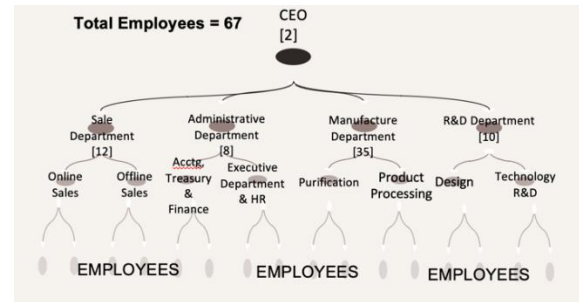 Total Employees = 67
CEO
[2]
Sale
Department
[12]
Administrative
Department
[8]
Manufacture
Department
[35]
R&D Department
[10]
Online
Sales
Offline
Sales
Acctg,
Treasury
&
Finance
Executive
Department
& HR
Purification
Product
Processing
Design
Technology
R&D
EMPLOYEES
EMPLOYEES
EMPLOYEES